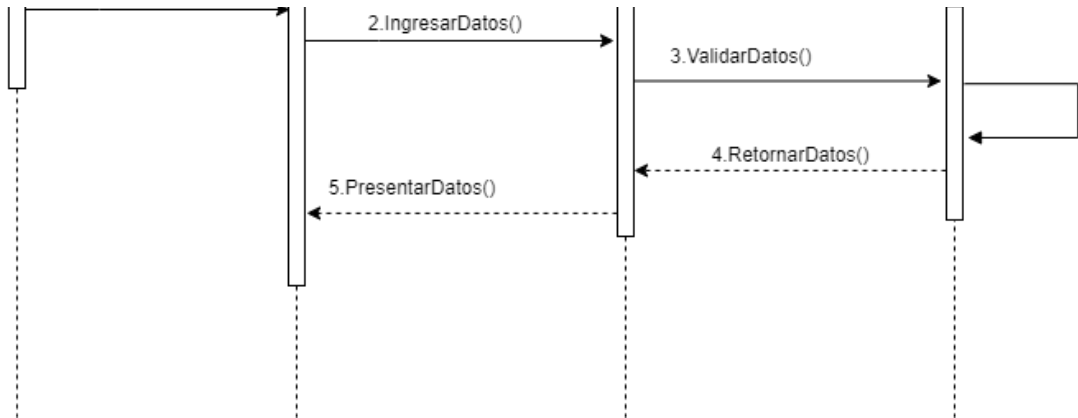 2.IngresarDatos()
3.ValidarDatos()
4.RetornarDatos()
5.PresentarDatos()